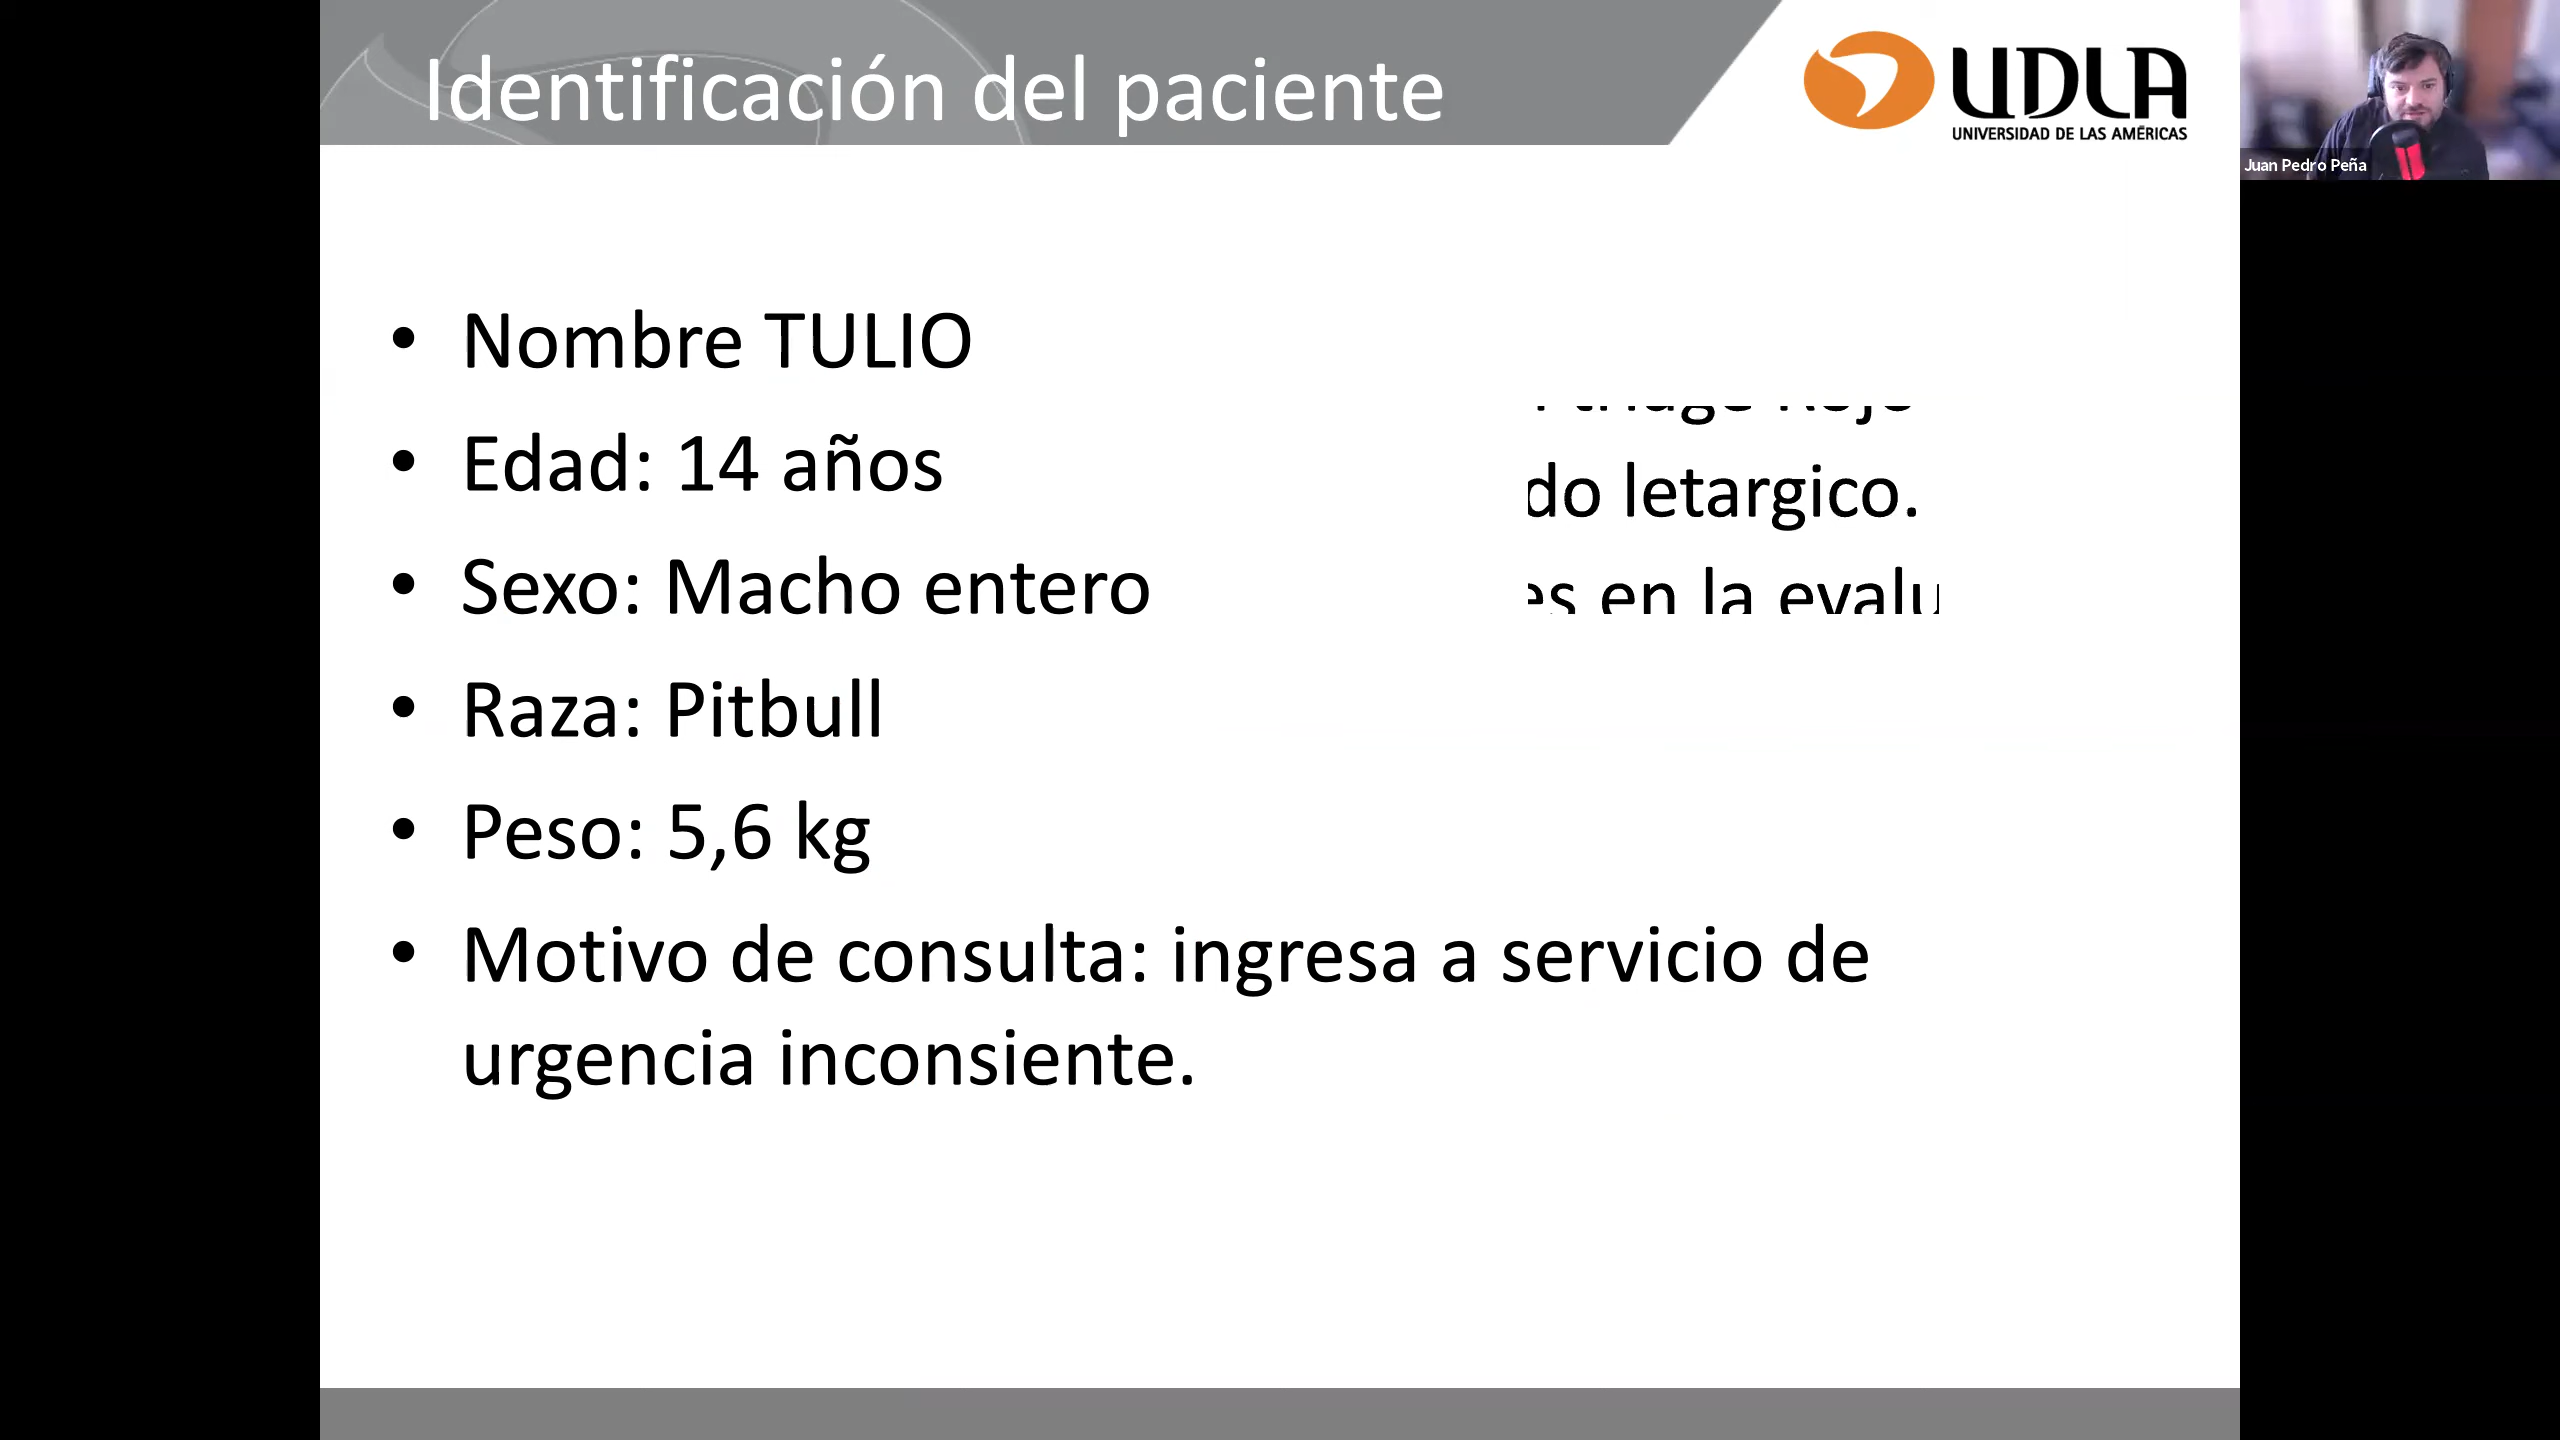 Identificación del paciente
UDLA
UNIVERSIDAD DE LAS AMÉRICAS
Juan Pedro Peña
• Nombre TULIO
• Edad: 14 años
do letargico.
• Sexo: Macho entero
es en la evalu
• Raza: Pitbull
• Peso: 5,6 kg
• Motivo de consulta: ingresa a servicio de
urgencia inconsiente.